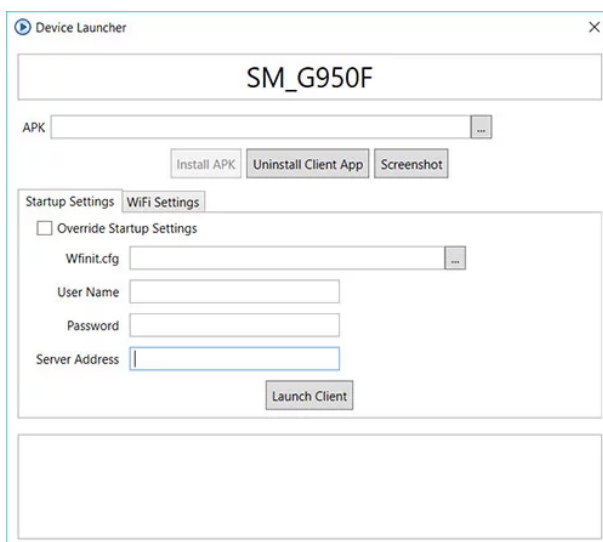 Device Launcher
SM_G950F
APK
...
Install APK Uninstall Client App Screenshot
Startup Settings WiFi Settings
Override Startup Settings
Wfinit.cfg
...
User Name
Password
Server Address
Launch Client